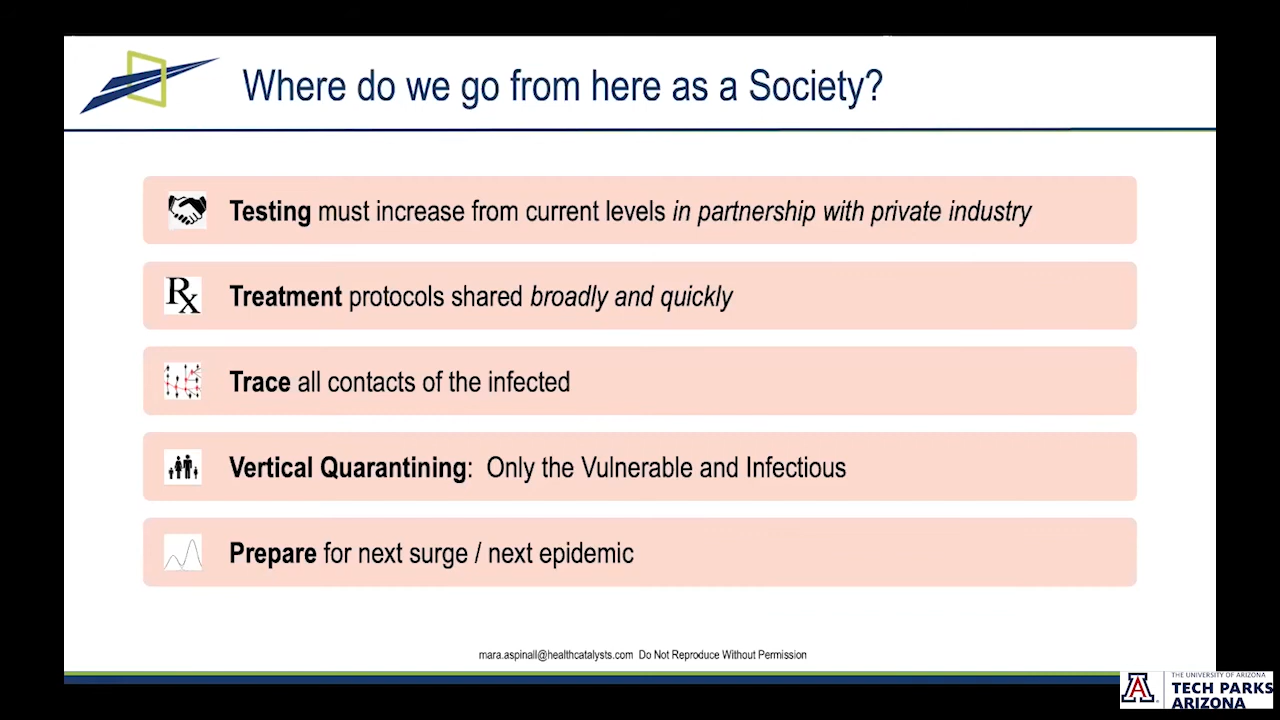 Where do we go from here as a Society?
Testing must increase from current levels in partnership with private industry
Rx
Treatment protocols shared broadly and quickly
Trace all contacts of the infected
Vertical Quarantining: Only the Vulnerable and Infectious
Prepare for next surge / next epidemic
mara.aspinall@healthcatalysts.com Do Not Reproduce Without Permission
A
THE UNIVERSITY OF ARIZONA
TECH PARKS
ARIZONA